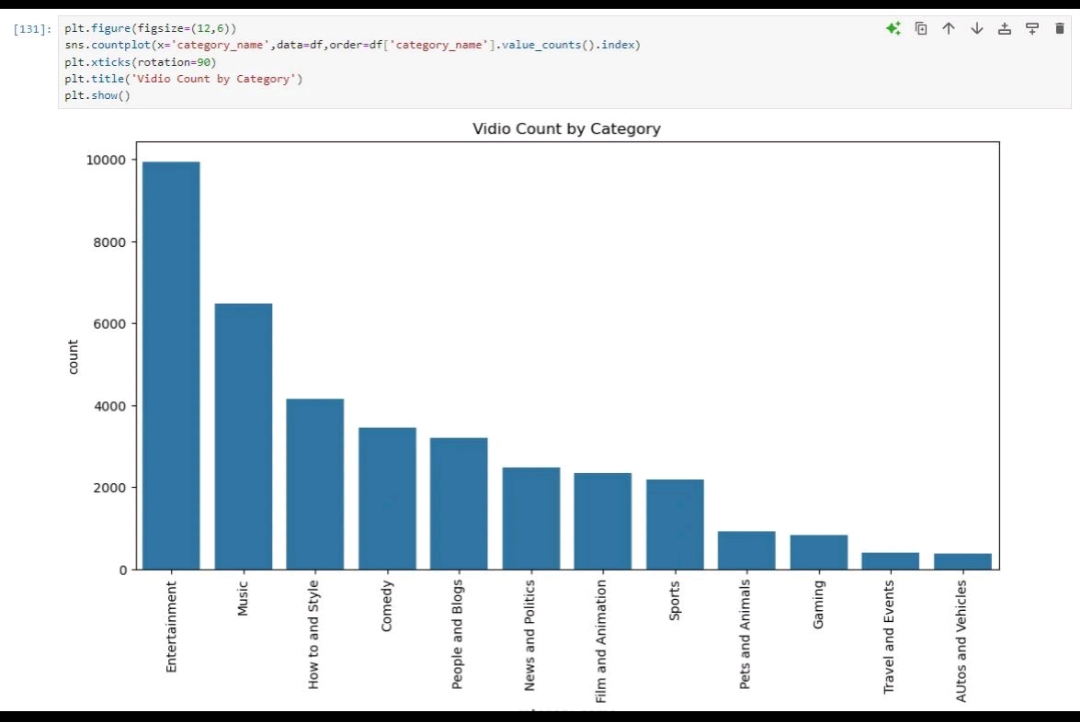 [131]:
plt.figure(figsize=(12,6))
sns.countplot(x='category_name',data=df,order=df['category_name'].value_counts().index)
plt.xticks(rotation=90)
plt.title('Vidio Count by Category')
plt.show()
Vidio Count by Category
10000
8000
6000
4000
2000
0
count
Entertainment
Music
How to and Style
Comedy
People and Blogs
News and Politics
Film and Animation
Sports
Pets and Animals
Gaming
Travel and Events
AUtos and Vehicles